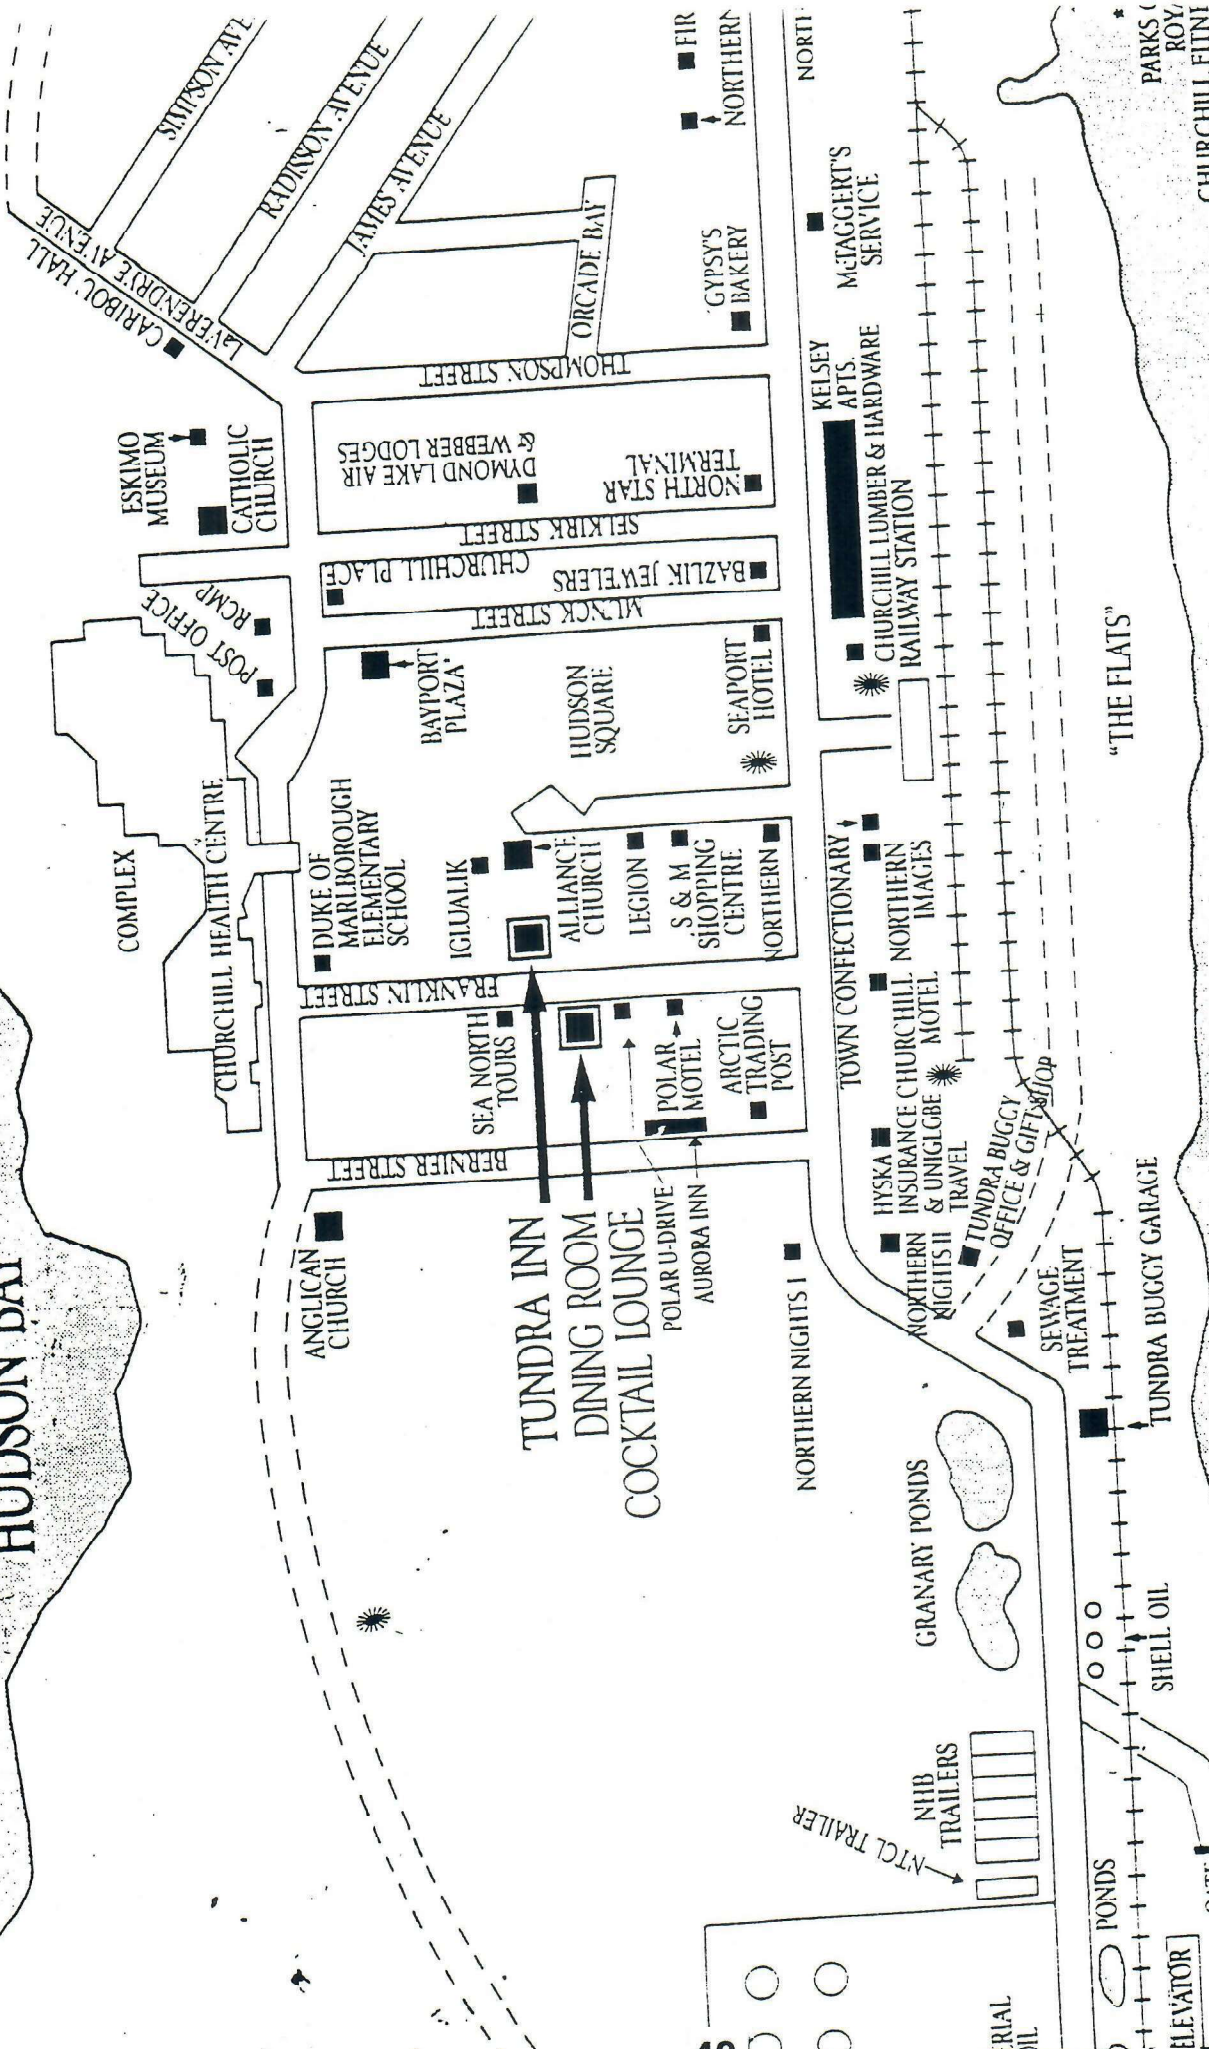 HUDSON BAY
COMPLEX
CHURCHILL HEALTH CENTRE
POST OFFICE
RCMP
ESKIMO
MUSEUM
CATHOLIC
CHURCH
CARIBOU HALL
LaVERENDRYE AVENUE
SIMPSON AVE
RADISSON AVENUE
JAMES AVENUE
ANGLICAN
CHURCH
BERNIER STREET
FRANKLIN STREET
DUKE OF
MARLBOROUGH
ELEMENTARY
SCHOOL
BAYPORT
PLAZA
MUNCK STREET
CHURCHILL PLACE
SELKIRK STREET
DYMOND LAKE AIR
& WEBBER LODGES
THOMPSON STREET
ORCADE BAY
TUNDRA INN
DINING ROOM
COCKTAIL LOUNGE
POLAR U-DRIVE
AURORA INN
SEA NORTH
TOURS
POLAR
MOTEL
ARCTIC
TRADING
POST
IGLUALIK
ALLIANCE
CHURCH
LEGION
S & M
SHOPPING
CENTRE
NORTHERN
HUDSON
SQUARE
SEAPORT
HOTEL
BAZLIK JEWELERS
NORTH STAR
TERMINAL
GYPSY'S
BAKERY
NORTHERN
FIR
NORTH
NORTHERN NIGHTS I
TOWN CONFECTIONARY
NORTHERN
IMAGES
CHURCHILL
MOTEL
HYSKA
INSURANCE
& UNIGLOBE
TRAVEL
NORTHERN
NIGHTS II
TUNDRA BUGGY
OFFICE & GIFT SHOP
KELSEY
APTS.
CHURCHILL LUMBER & HARDWARE
RAILWAY STATION
McTAGGERT'S
SERVICE
SEWAGE
TREATMENT
TUNDRA BUGGY GARAGE
"THE FLATS"
PARKS
ROY
CHURCHILL FITN
GRANARY PONDS
SHELL OIL
NHB
TRAILERS
NTCL TRAILER
PONDS
ELEVATOR
ERIAL
OIL